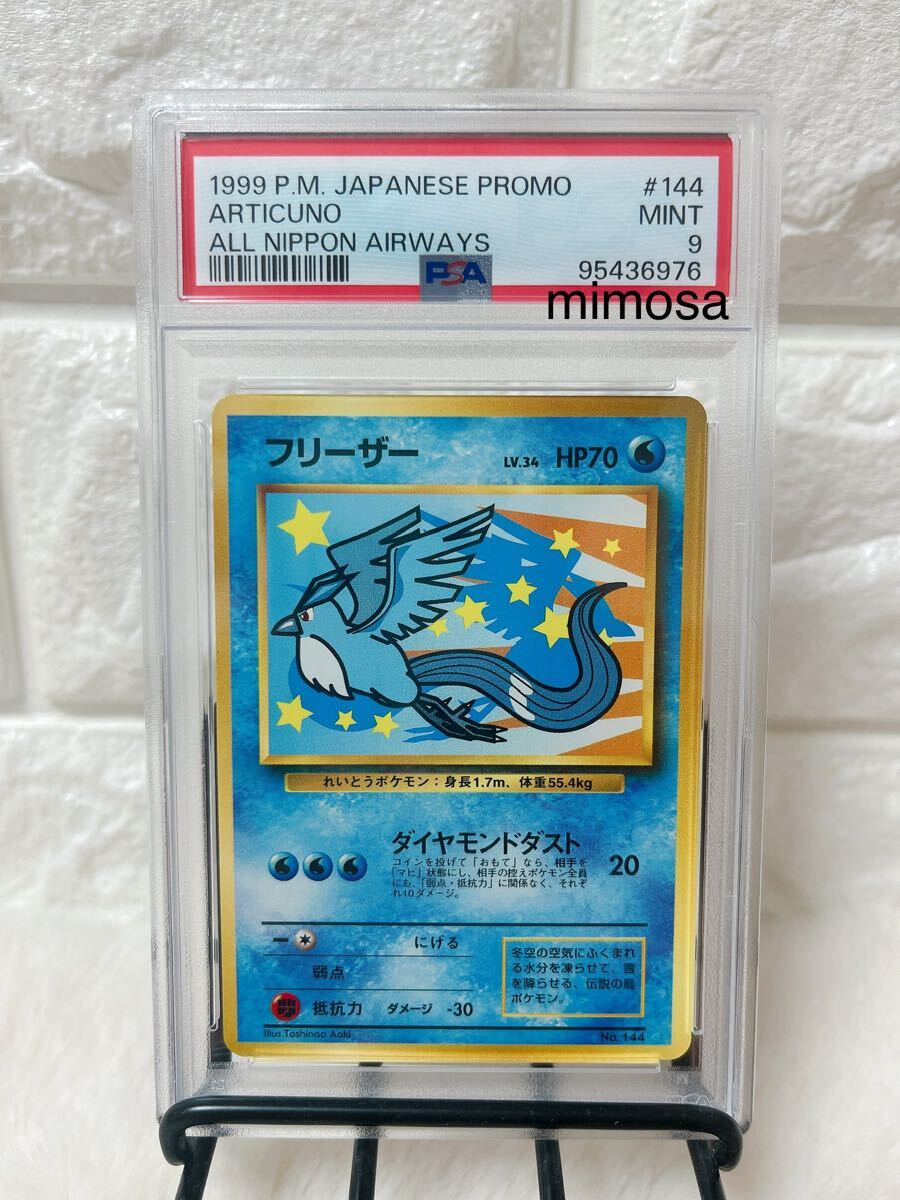 1999 P.M. JAPANESE PROMO #144
ARTICUNO MINT
ALL NIPPON AIRWAYS 9
PSA 95436976
mimosa
フリーザー LV.34 HP70
れいとうポケモン：身長1.7m、体重55.4kg
ダイヤモンドダスト 20
コインを投げて「おもて」なら、相手を
「マヒ」状態にし、相手の控えポケモン全員
にも、「弱点・抵抗力」に関係なく、それぞ
れ10ダメージ。
にげる
弱点
抵抗力 ダメージ -30
冬空の空気にふくまれ
る水分を凍らせて、雪
を降らせる、伝説の鳥
ポケモン。
Illus.Toshinao Aoki No. 144